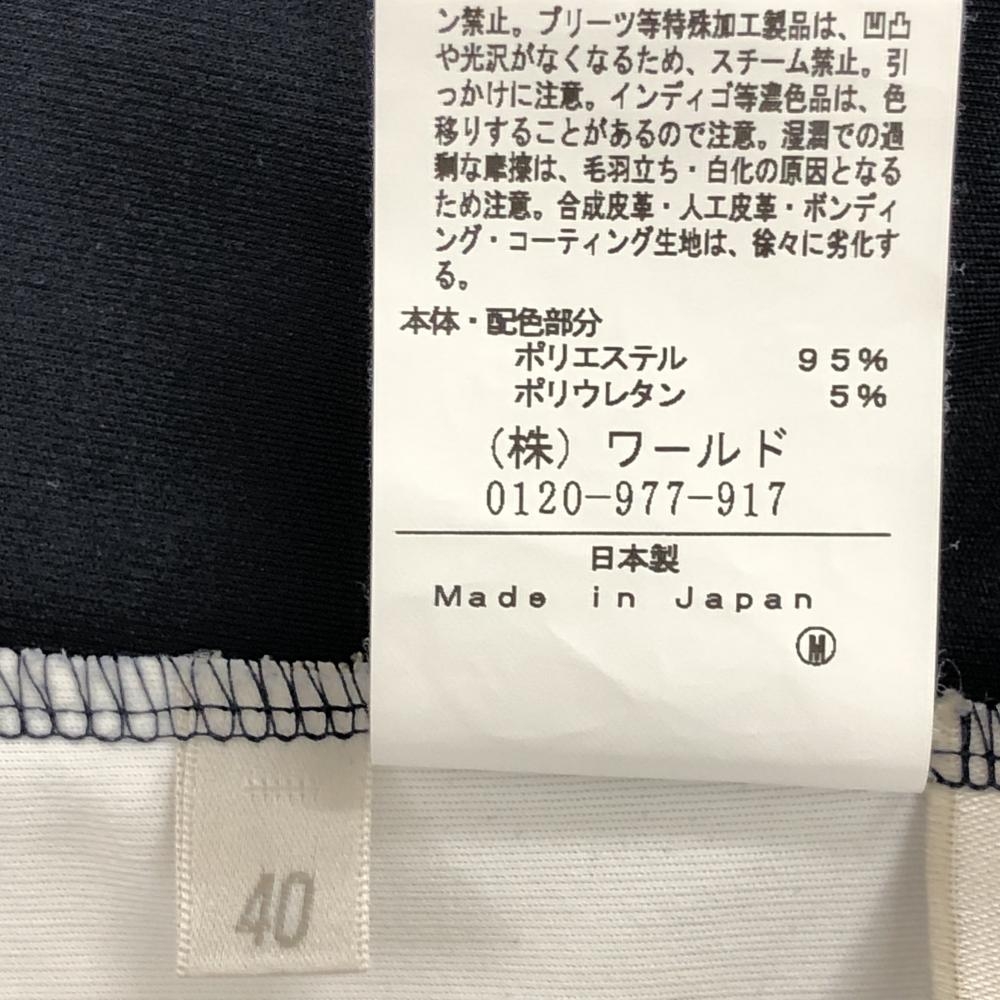 ン禁止。プリーツ等特殊加工製品は、凹凸
や光沢がなくなるため、スチーム禁止。引
っかけに注意。インディゴ等濃色品は、色
移りすることがあるので注意。湿潤での過
剰な摩擦は、毛羽立ち・白化の原因となる
ため注意。合成皮革・人工皮革・ボンディ
ング・コーティング生地は、徐々に劣化す
る。
本体・配色部分
ポリエステル 95%
ポリウレタン 5%
(株) ワールド
0120-977-917
日本製
Made in Japan
M
40